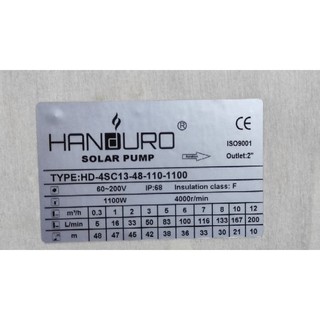 HANDURO ®
SOLAR PUMP
CE
ISO9001
Outlet:2"
TYPE:HD-4SC13-48-110-1100
60~200V IP:68 Insulation class: F
1100W 4000r/min
m³/h 0.3 1 2 3 5 6 7 8 10 12
L/min 5 16 33 50 83 100 116 133 167 200
m 48 47 46 42 38 36 33 30 21 10